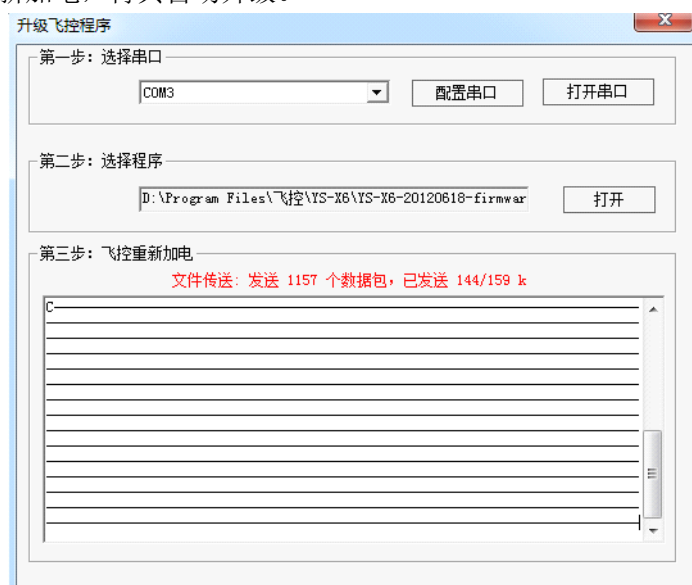 升级飞控程序
第一步: 选择串口
COM3
配置串口
打开串口
第二步: 选择程序
D:\Program Files\飞控\YS-X6\YS-X6-20120618-firmwar
打开
第三步: 飞控重新加电
文件传送: 发送 1157 个数据包，已发送 144/159 k
C